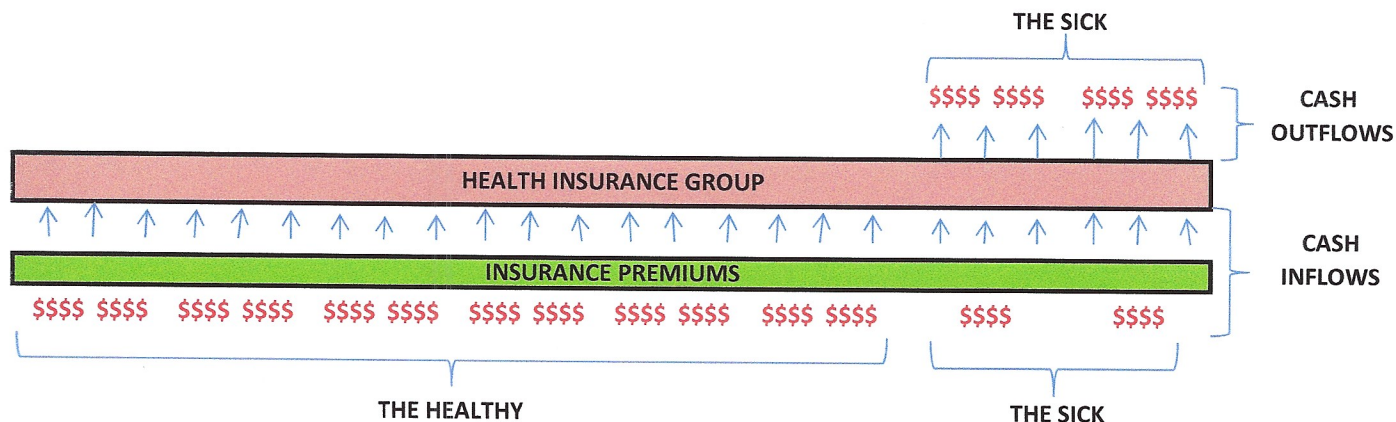 THE SICK
$$$$ $$$$ $$$$ $$$$
CASH
OUTFLOWS
HEALTH INSURANCE GROUP
INSURANCE PREMIUMS
CASH
INFLOWS
$$$$ $$$$ $$$$ $$$$ $$$$ $$$$ $$$$ $$$$ $$$$ $$$$ $$$$ $$$$ $$$$ $$$$
THE HEALTHY
THE SICK